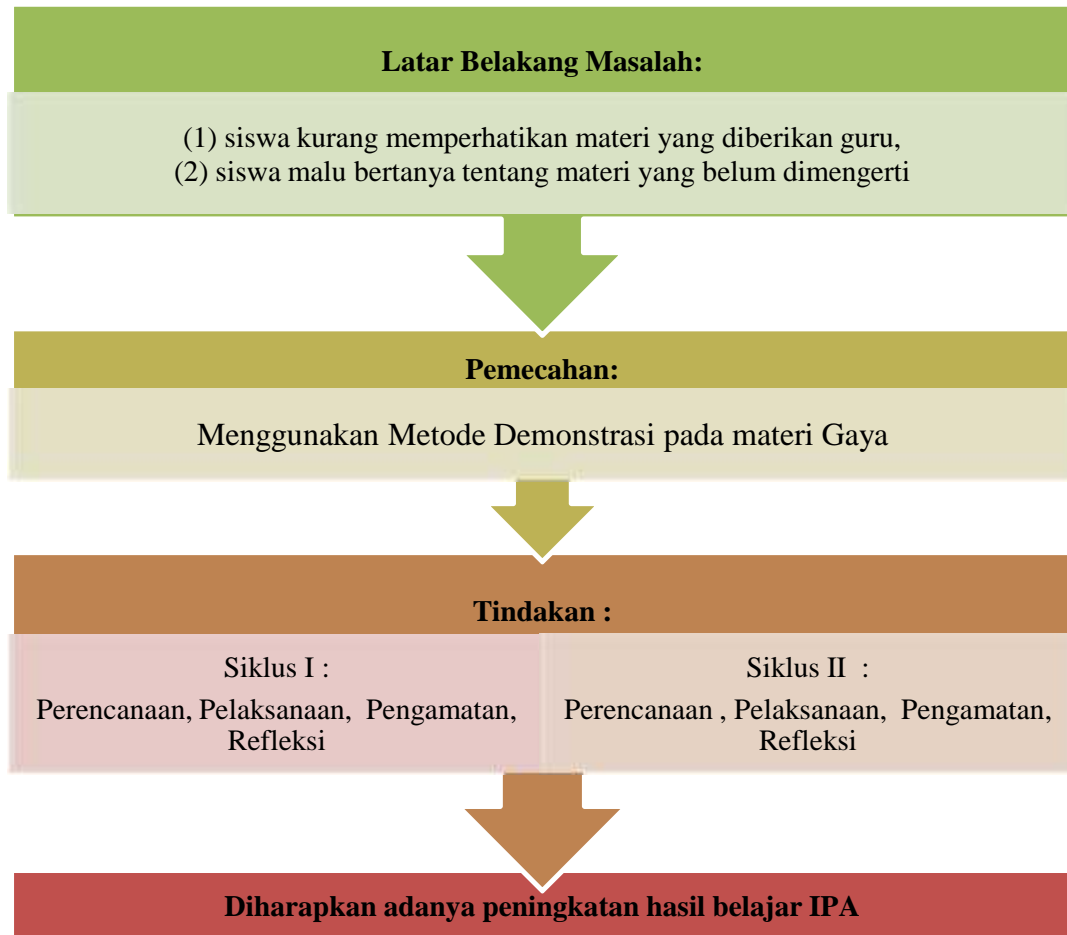 Latar Belakang Masalah:
(1) siswa kurang memperhatikan materi yang diberikan guru,
(2) siswa malu bertanya tentang materi yang belum dimengerti
Pemecahan:
Menggunakan Metode Demonstrasi pada materi Gaya
Tindakan :
Siklus I :
Perencanaan, Pelaksanaan, Pengamatan,
Refleksi
Siklus II :
Perencanaan , Pelaksanaan, Pengamatan,
Refleksi
Diharapkan adanya peningkatan hasil belajar IPA